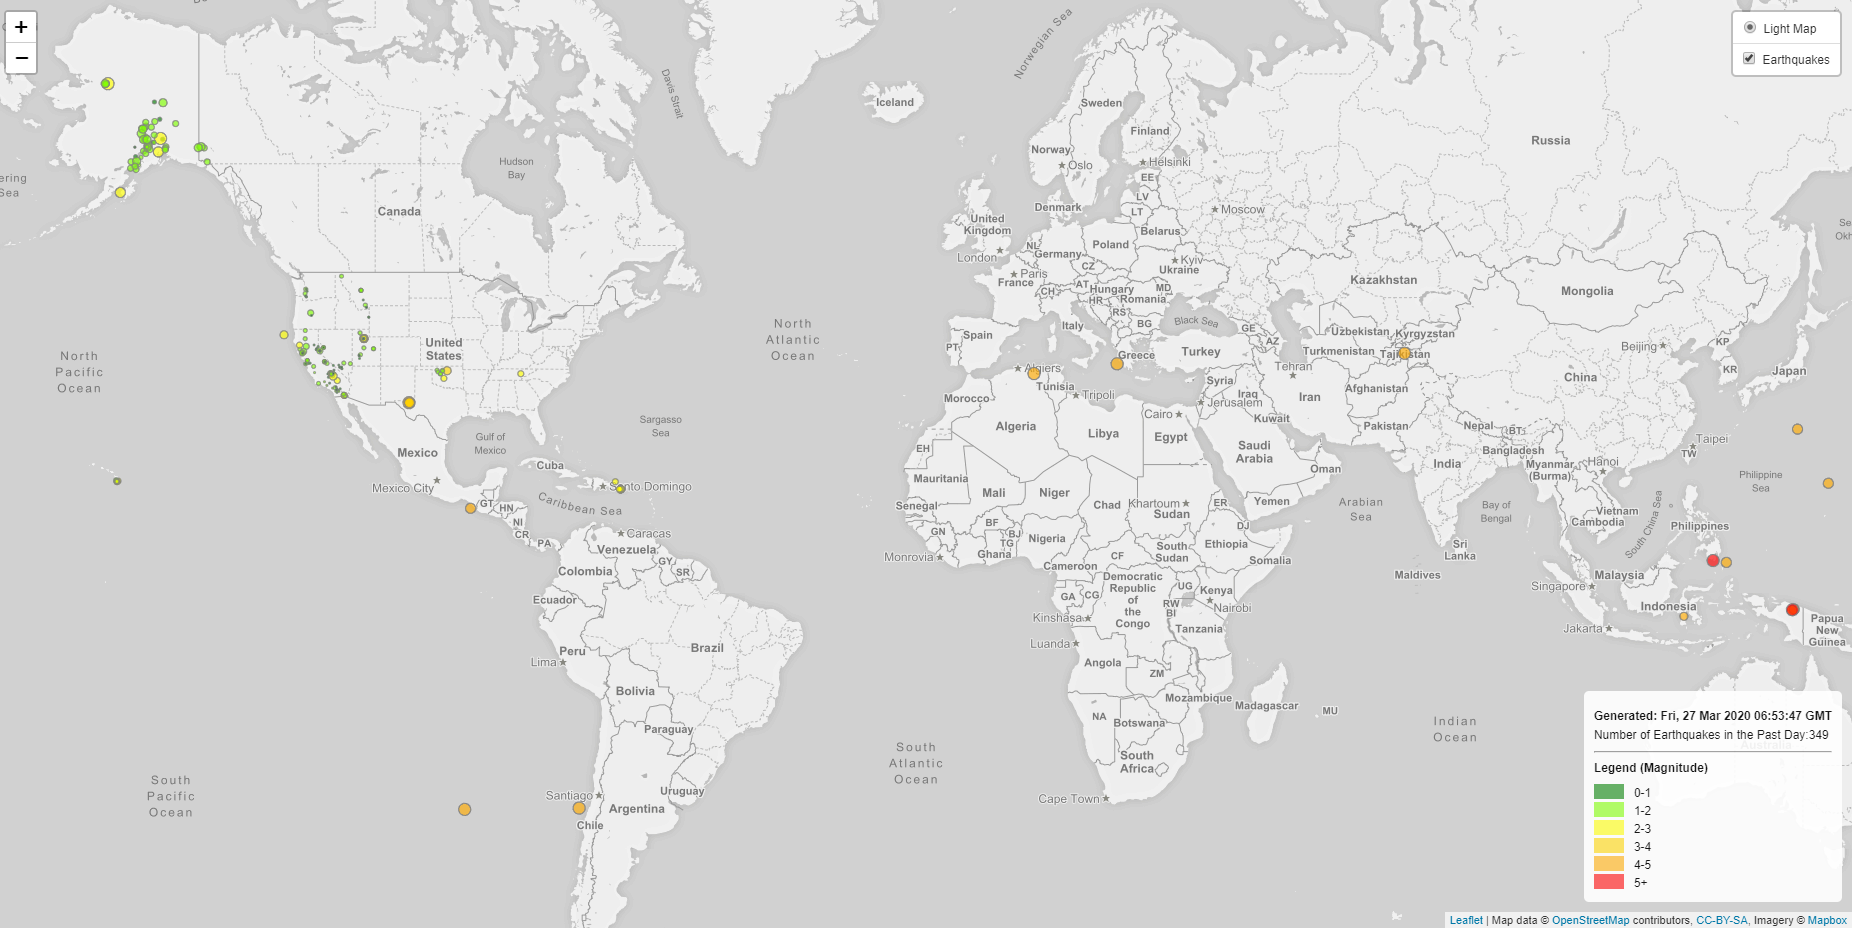 +
−
Light Map
Earthquakes
Norwegian Sea
Davis Strait
Iceland
Sweden
Finland
Norway
Oslo
Helsinki
Russia
Hudson
Bay
ering
Sea
Canada
EE
LV
LT
Denmark
Moscow
United
Kingdom
Belarus
Se
Okh
NL
Poland
London
Germany
Kyiv
Ukraine
CZ
Paris
France
Kazakhstan
Mongolia
CH
AT
Hungary
MD
HR
Romania
RS
BG
Black Sea
Italy
Spain
PT
GE
AZ
Uzbekistan
Kyrgyzstan
North
Atlantic
Ocean
United
States
North
Pacific
Ocean
Greece
Turkey
Turkmenistan
Tajikistan
Beijing
KP
KR
Japan
Algiers
Tunisia
Tehran
China
Syria
Iraq
Iran
Afghanistan
Morocco
Tripoli
Jerusalem
Cairo
Kuwait
Pakistan
Nepal
BT
Algeria
Libya
Egypt
Sargasso
Sea
Gulf of
Mexico
Mexico
EH
Saudi
Arabia
Taipei
TW
Bangladesh
India
Myanmar
(Burma)
Hanoi
Oman
Cuba
Mexico City
Santo Domingo
Mauritania
Mali
Niger
Philippine
Sea
GT
HN
Caribbean Sea
NI
CR
PA
Senegal
Chad
Khartoum
Sudan
ER
Yemen
Arabian
Sea
Bay of
Bengal
Vietnam
Cambodia
South China Sea
Philippines
GN
BF
BJ
TG
Ghana
Nigeria
DJ
Caracas
Venezuela
GY
SR
Colombia
Monrovia
CF
South
Sudan
Ethiopia
Somalia
Sri
Lanka
Cameroon
Maldives
Malaysia
Singapore
Democratic
Republic
of
the
Congo
UG
Kenya
Ecuador
GA
CG
RW
BI
Nairobi
Indonesia
Kinshasa
Tanzania
Jakarta
Papua
New
Guinea
Luanda
Brazil
Peru
Lima
Angola
ZM
Bolivia
Mozambique
Madagascar
MU
NA
Botswana
Indian
Ocean
Paraguay
South
Atlantic
Ocean
South
Africa
South
Pacific
Ocean
Santiago
Uruguay
Argentina
Cape Town
Chile
Australia
Generated: Fri, 27 Mar 2020 06:53:47 GMT
Number of Earthquakes in the Past Day:349
Legend (Magnitude)
0-1
1-2
2-3
3-4
4-5
5+
Leaflet | Map data © OpenStreetMap contributors, CC-BY-SA, Imagery © Mapbox